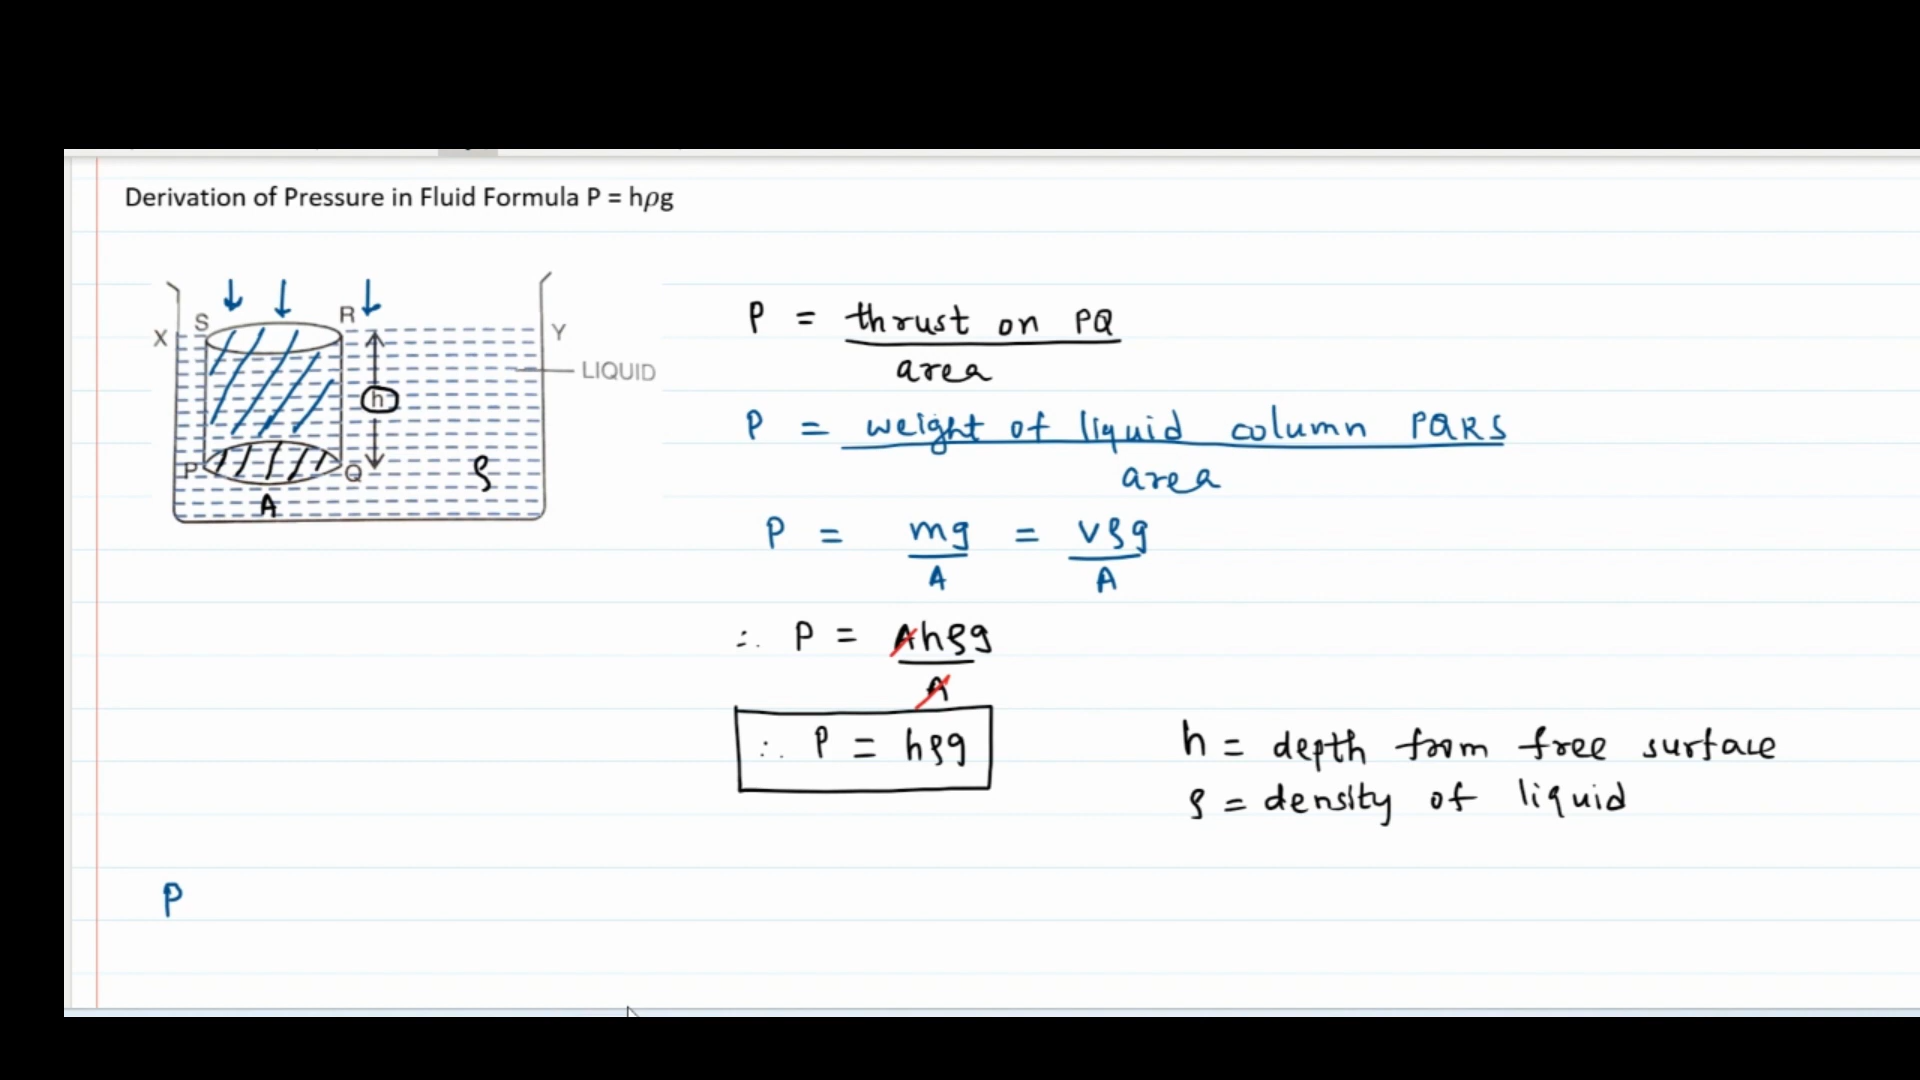 Derivation of Pressure in Fluid Formula P = hρg
S R
X Y
LIQUID
h
P Q ρ
A
P = thrust on PQ
area
P = weight of liquid column PQRS
area
P = mg = vρg
A A
∴ P = Ahρg
A
∴ P = hρg
h = depth from free surface
ρ = density of liquid
P